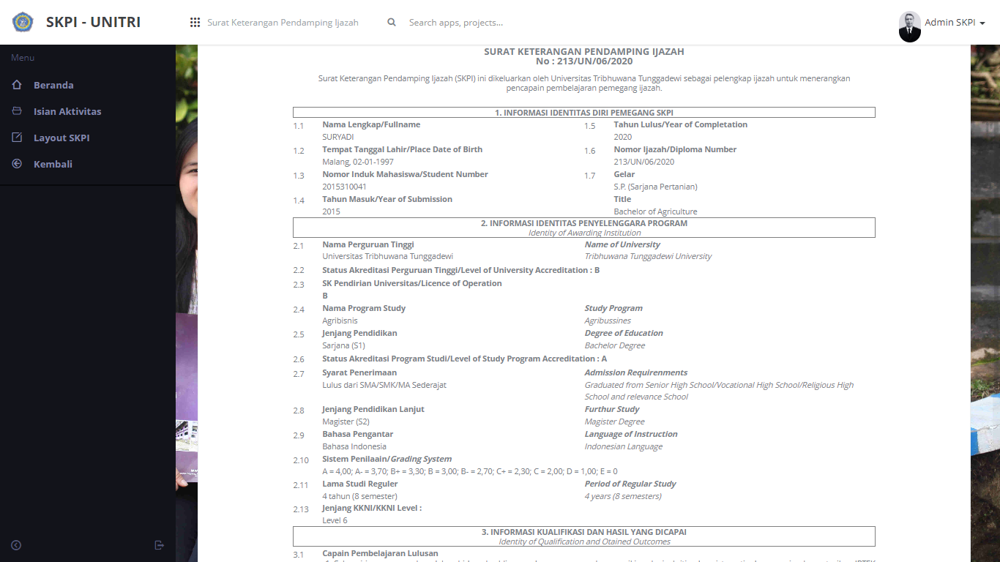 SKPI - UNITRI
Surat Keterangan Pendamping Ijazah
Search apps, projects...
Admin SKPI
Menu
Beranda
Isian Aktivitas
Layout SKPI
Kembali
SURAT KETERANGAN PENDAMPING IJAZAH
No : 213/UN/06/2020
Surat Keterangan Pendamping Ijazah (SKPI) ini dikeluarkan oleh Universitas Tribhuwana Tunggadewi sebagai pelengkap ijazah untuk menerangkan
pencapain pembelajaran pemegang ijazah.
1. INFORMASI IDENTITAS DIRI PEMEGANG SKPI
1.1 Nama Lengkap/Fullname
SURYADI
1.2 Tempat Tanggal Lahir/Place Date of Birth
Malang, 02-01-1997
1.3 Nomor Induk Mahasiswa/Student Number
2015310041
1.4 Tahun Masuk/Year of Submission
2015
1.5 Tahun Lulus/Year of Completion
2020
1.6 Nomor Ijazah/Diploma Number
213/UN/06/2020
1.7 Gelar
S.P. (Sarjana Pertanian)
Title
Bachelor of Agriculture
2. INFORMASI IDENTITAS PENYELENGGARA PROGRAM
Identity of Awarding Institution
2.1 Nama Perguruan Tinggi Name of University
Universitas Tribhuwana Tunggadewi Tribhuwana Tunggadewi University
2.2 Status Akreditasi Perguruan Tinggi/Level of University Accreditation : B
2.3 SK Pendirian Universitas/Licence of Operation
B
2.4 Nama Program Study Study Program
Agribisnis Agribussines
2.5 Jenjang Pendidikan Degree of Education
Sarjana (S1) Bachelor Degree
2.6 Status Akreditasi Program Studi/Level of Study Program Accreditation : A
2.7 Syarat Penerimaan Admission Requirenments
Lulus dari SMA/SMK/MA Sederajat Graduated from Senior High School/Vocational High School/Religious High
School and relevance School
2.8 Jenjang Pendidikan Lanjut Furthur Study
Magister (S2) Magister Degree
2.9 Bahasa Pengantar Language of Instruction
Bahasa Indonesia Indonesian Language
2.10 Sistem Penilaain/Grading System
A = 4,00; A- = 3,70; B+ = 3,30; B = 3,00; B- = 2,70; C+ = 2,30; C = 2,00; D = 1,00; E = 0
2.11 Lama Studi Reguler Period of Regular Study
4 tahun (8 semester) 4 years (8 semesters)
2.13 Jenjang KKNI/KKNI Level :
Level 6
3. INFORMASI KUALIFIKASI DAN HASIL YANG DICAPAI
Identity of Qualification and Otained Outcomes
3.1 Capain Pembelajaran Lulusan